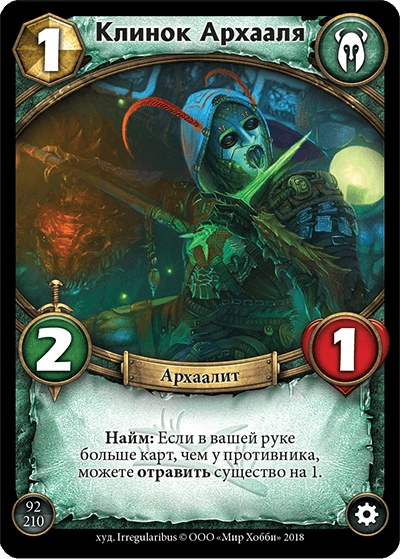 1
Клинок Архааля
2
1
Архаалит
Найм: Если в вашей руке
больше карт, чем у противника,
можете отравить существо на 1.
92
210
худ. Irregularibus © ООО «Мир Хобби» 2018